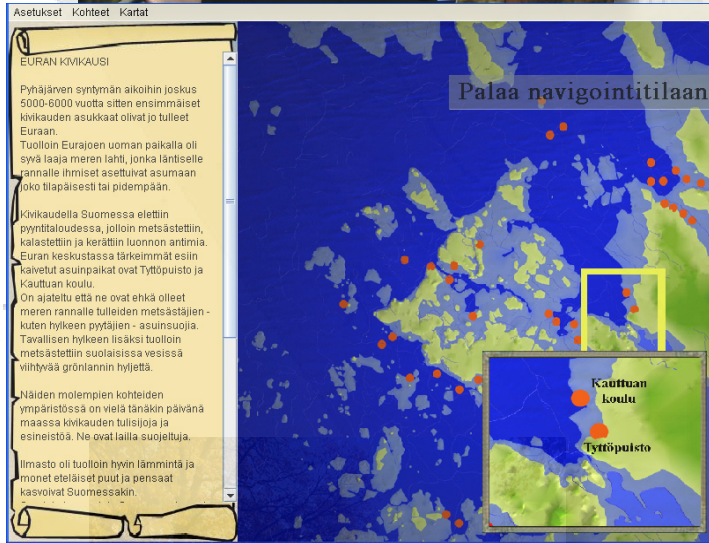 Asetukset Kohteet Kartat
EURAN KIVIKAUSI
Pyhäjärven syntymän aikoihin joskus
5000-6000 vuotta sitten ensimmäiset
kivikauden asukkaat olivat jo tulleet
Euraan.
Tuolloin Eurajoen uoman paikalla oli
syvä laaja meren lahti, jonka läntiselle
rannalle ihmiset asettuivat asumaan
joko tilapäisesti tai pidempään.
Kivikaudella Suomessa elettiin
pyyntitaloudessa, jolloin metsästettiin,
kalastettiin ja kerättiin luonnon antimia.
Euran keskustassa tärkeimmät esiin
kaivetut asuinpaikat ovat Tyttöpuisto ja
Kauttuan koulu.
On ajateltu että ne ovat ehkä olleet
meren rannalle tulleiden metsästäjien -
kuten hylkeen pyytäjien - asuinsuojia.
Tavallisen hylkeen lisäksi tuolloin
metsästettiin suolaisissa vesissä
viihtyvää grönlannin hyljettä.
Näiden molempien kohteiden
ympäristössä on vielä tänäkin päivänä
maassa kivikauden tulisijoja ja
esineistöä. Ne ovat lailla suojeltuja.
Ilmasto oli tuolloin hyvin lämmintä ja
monet eteläiset puut ja pensaat
kasvoivat Suomessakin.
Palaa navigointitilaan
Kauttuan
koulu
Tyttöpuisto